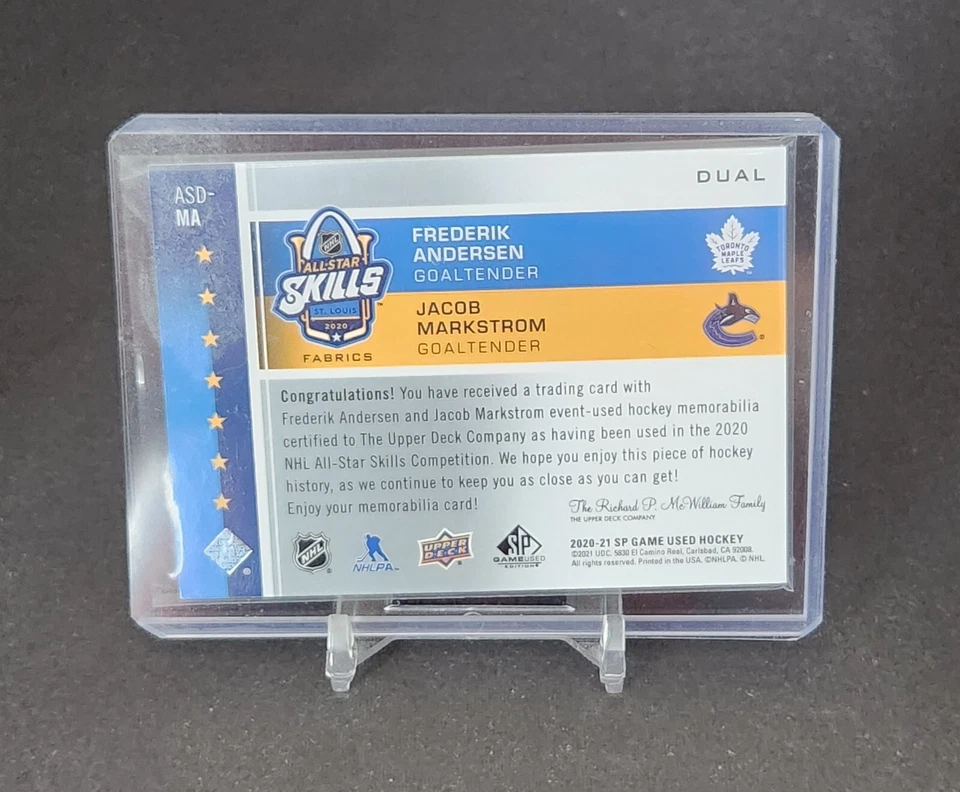 ASD-
MA
DUAL
FREDERIK
ANDERSEN
GOALTENDER
TORONTO
MAPLE
LEAFS
NHL
ALL-STAR
SKILLS
ST. LOUIS
2020
FABRICS
JACOB
MARKSTROM
GOALTENDER
Congratulations! You have received a trading card with
Frederik Andersen and Jacob Markstrom event-used hockey memorabilia
certified to The Upper Deck Company as having been used in the 2020
NHL All-Star Skills Competition. We hope you enjoy this piece of hockey
history, as we continue to keep you as close as you can get!
Enjoy your memorabilia card!
The Richard P. McWilliam Family
THE UPPER DECK COMPANY
NHL
NHLPA
UPPER
DECK
SP
GAMEUSED
EDITION
2020-21 SP GAME USED HOCKEY
©2021 UDC. 5830 El Camino Real, Carlsbad, CA 92008.
All rights reserved. Printed in the USA. ©NHLPA. © NHL.